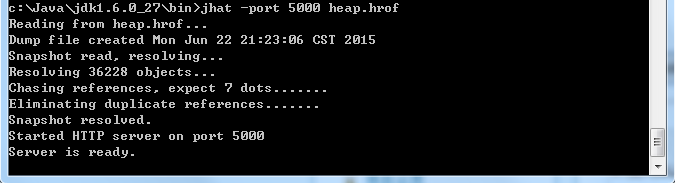 c:\Java\jdk1.6.0_27\bin>jhat -port 5000 heap.hrof
Reading from heap.hrof...
Dump file created Mon Jun 22 21:23:06 CST 2015
Snapshot read, resolving...
Resolving 36228 objects...
Chasing references, expect 7 dots.......
Eliminating duplicate references.......
Snapshot resolved.
Started HTTP server on port 5000
Server is ready.